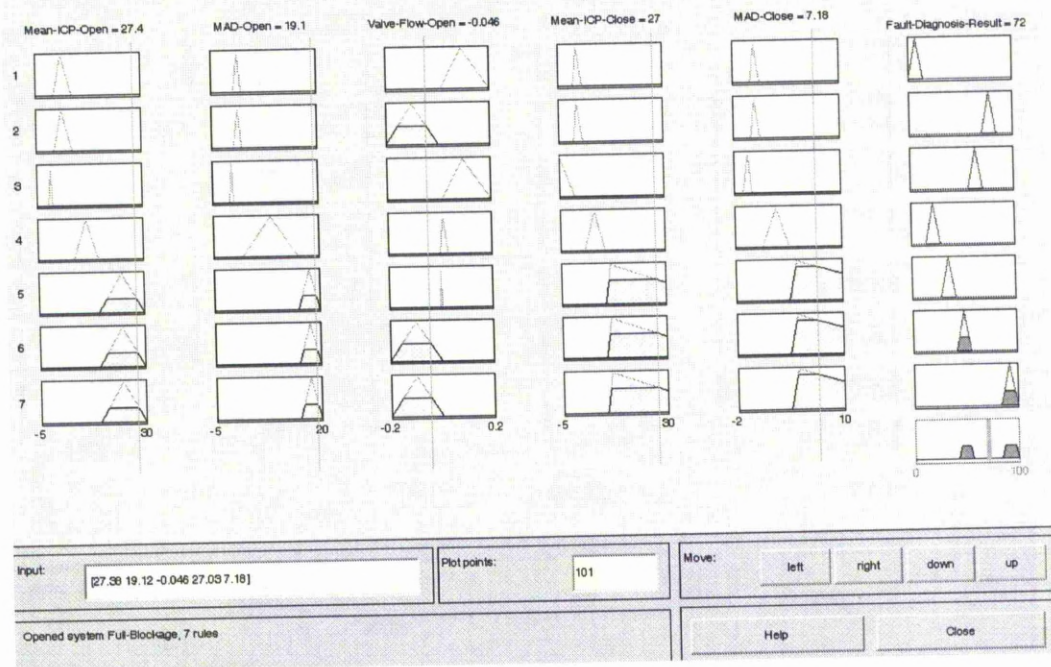 Mean-ICP-Open = 27.4 MAD-Open = 19.1 Valve-Flow-Open = -0.046 Mean-ICP-Close = 27 MAD-Close = 7.18 Fault-Diagnosis-Result = 72
1
2
3
4
5
6
7
-5 30 -5 20 -0.2 0.2 -5 30 -2 10
0 100
Input: [27.38 19.12 -0.046 27.03 7.18] Plot points: 101 Move: left right down up
Opened system Full-Blockage, 7 rules Help Close